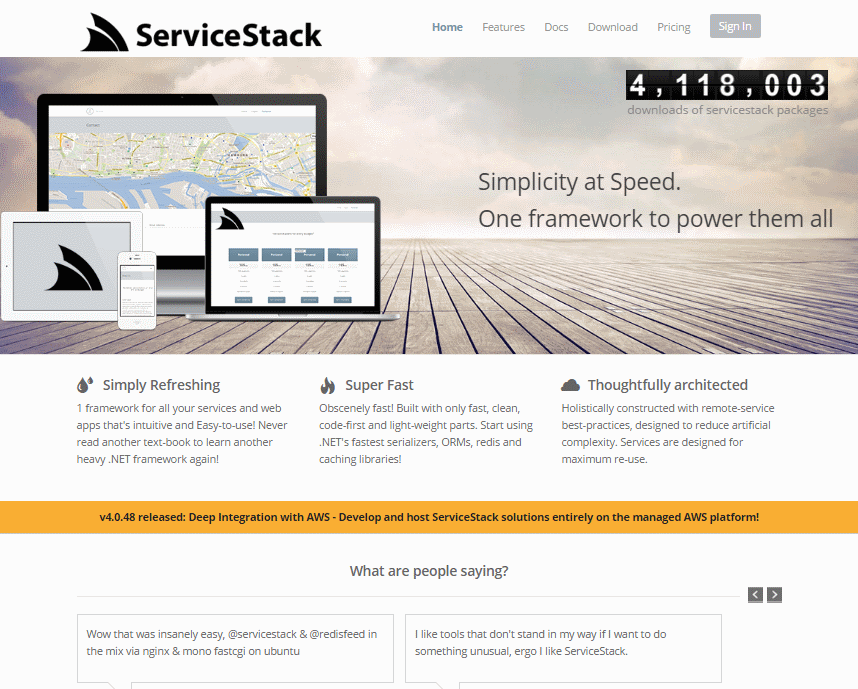 ServiceStack
Home Features Docs Download Pricing Sign In
4,118,003
downloads of servicestack packages
Simplicity at Speed.
One framework to power them all
Simply Refreshing
1 framework for all your services and web
apps that's intuitive and Easy-to-use! Never
read another text-book to learn another
heavy .NET framework again!
Super Fast
Obscenely fast! Built with only fast, clean,
code-first and light-weight parts. Start using
.NET's fastest serializers, ORMs, redis and
caching libraries!
Thoughtfully architected
Holistically constructed with remote-service
best-practices, designed to reduce artificial
complexity. Services are designed for
maximum re-use.
v4.0.48 released: Deep Integration with AWS - Develop and host ServiceStack solutions entirely on the managed AWS platform!
What are people saying?
Wow that was insanely easy, @servicestack & @redisfeed in
the mix via nginx & mono fastcgi on ubuntu
I like tools that don't stand in my way if I want to do
something unusual, ergo I like ServiceStack.